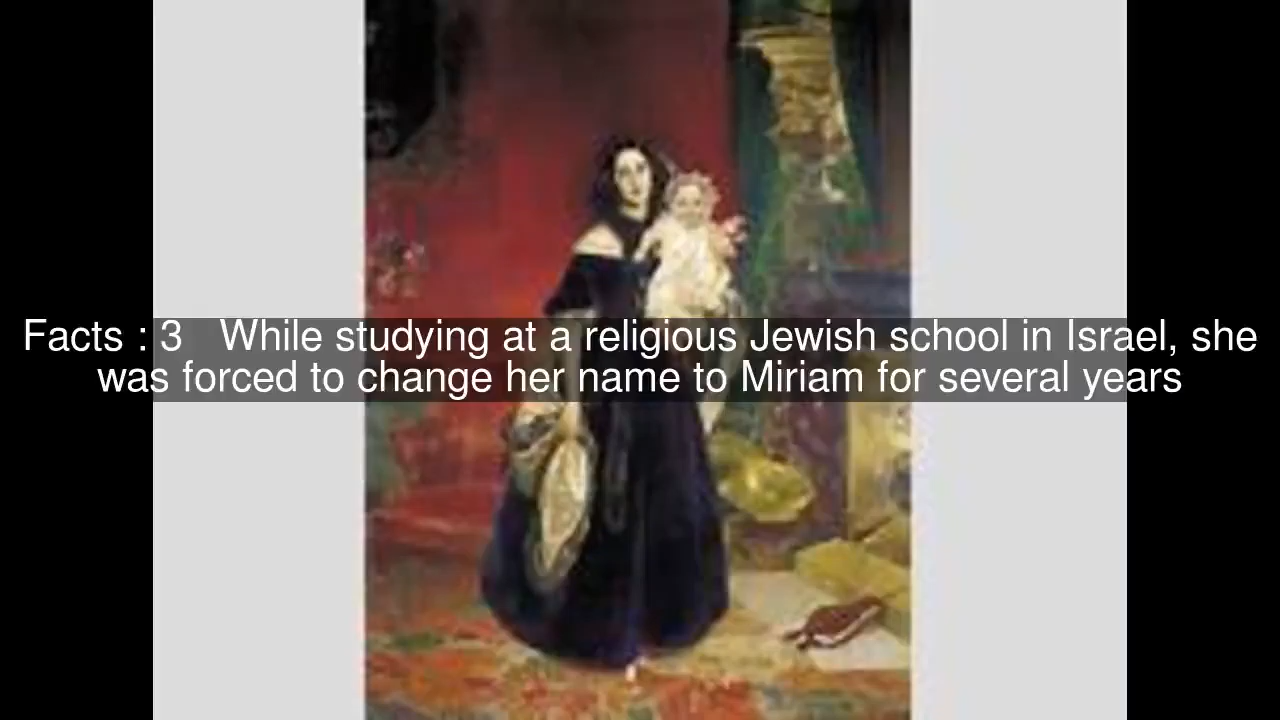 Facts : 3   While studying at a religious Jewish school in Israel, she
was forced to change her name to Miriam for several years